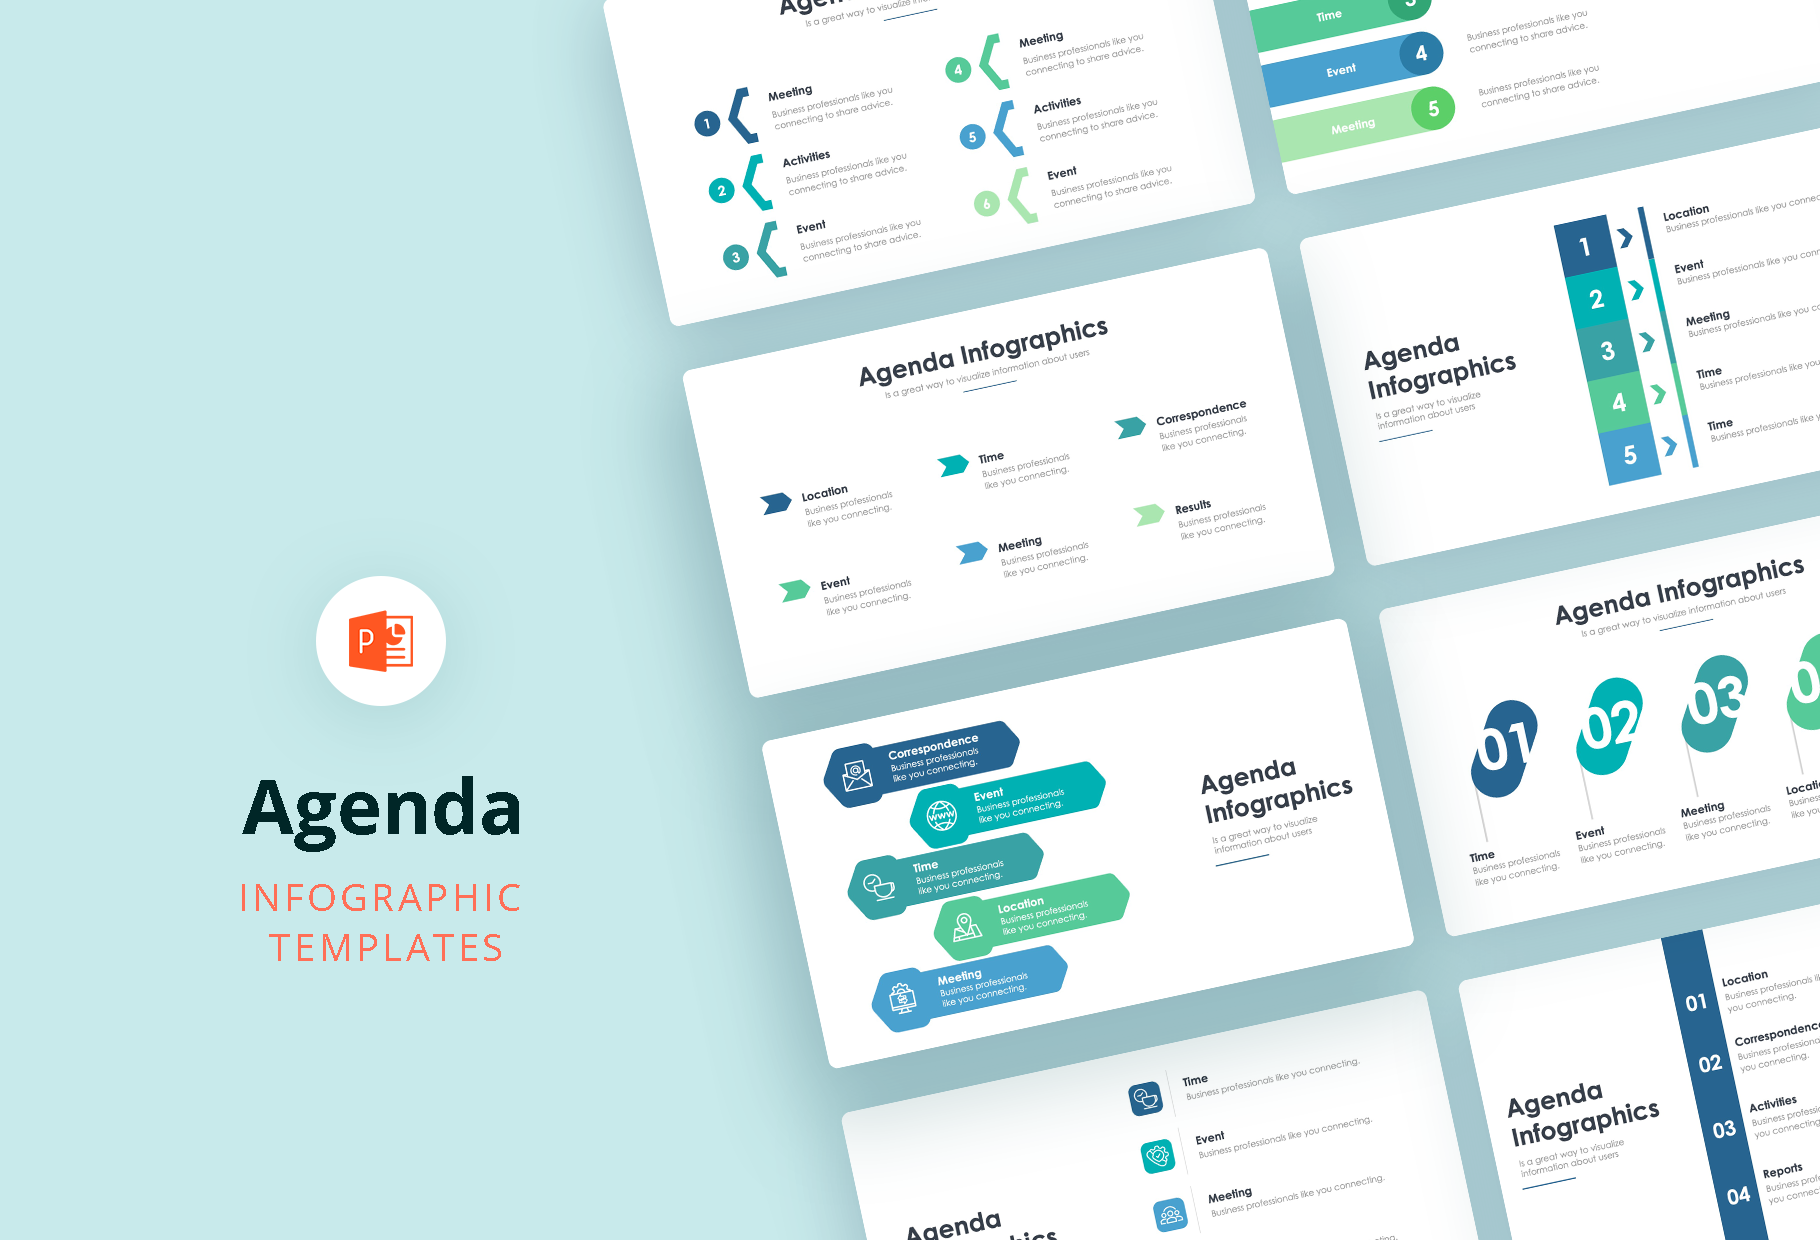 P
Agenda
INFOGRAPHIC
TEMPLATES
Agenda
Is a great way to visualize
1
Meeting
Business professionals like you
connecting to share advice.
2
Activities
Business professionals like you
connecting to share advice.
3
Event
Business professionals like you
connecting to share advice.
4
Meeting
Business professionals like you
connecting to share advice.
5
Activities
Business professionals like you
connecting to share advice.
6
Event
Business professionals like you
connecting to share advice.
Time
3
Event
4
Business professionals like you
connecting to share advice.
Meeting
5
Business professionals like you
connecting to share advice.
Agenda Infographics
Is a great way to visualize information about users
Location
Business professionals
like you connecting.
Time
Business professionals
like you connecting.
Correspondence
Business professionals
like you connecting.
Event
Business professionals
like you connecting.
Meeting
Business professionals
like you connecting.
Results
Business professionals
like you connecting.
Agenda
Infographics
Is a great way to visualize
information about users
1
Location
Business professionals like you
2
Event
Business professionals like you
3
Meeting
Business professionals like you
4
Time
Business professionals like you
5
Time
Business professionals like
Correspondence
Business professionals
like you connecting.
www
Event
Business professionals
like you connecting.
Time
Business professionals
like you connecting.
Location
Business professionals
like you connecting.
Meeting
Business professionals
like you connecting.
Agenda
Infographics
Is a great way to visualize
information about users
Agenda Infographics
Is a great way to visualize information about users
01
Time
Business professionals
like you connecting.
02
Event
Business professionals
like you connecting.
03
Meeting
Business professionals
like you connecting.
0
like you
Time
Business professionals like you connecting.
Event
Business professionals like you connecting.
Meeting
Business professionals like you connecting.
Agenda
Agenda
Infographics
Is a great way to visualize
information about users
01
Location
Business professionals
you connecting.
02
Correspondence
Business professional
you connecting.
03
Activities
Business professional
you connecting.
04
Reports
Business
you